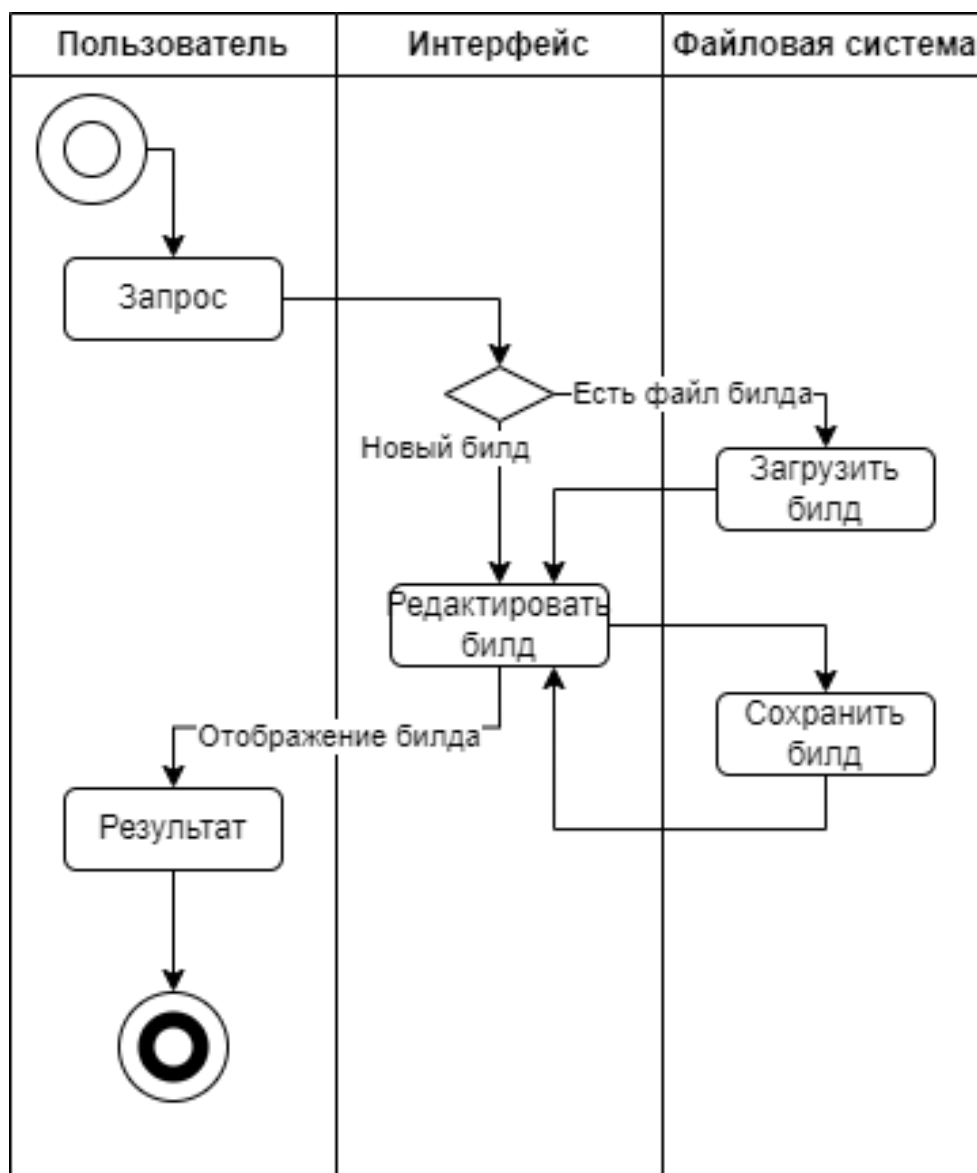 Пользователь
Интерфейс
Файловая система
Запрос
Есть файл билда
Новый билд
Загрузить
билд
Редактировать
билд
Сохранить
билд
Отображение билда
Результат